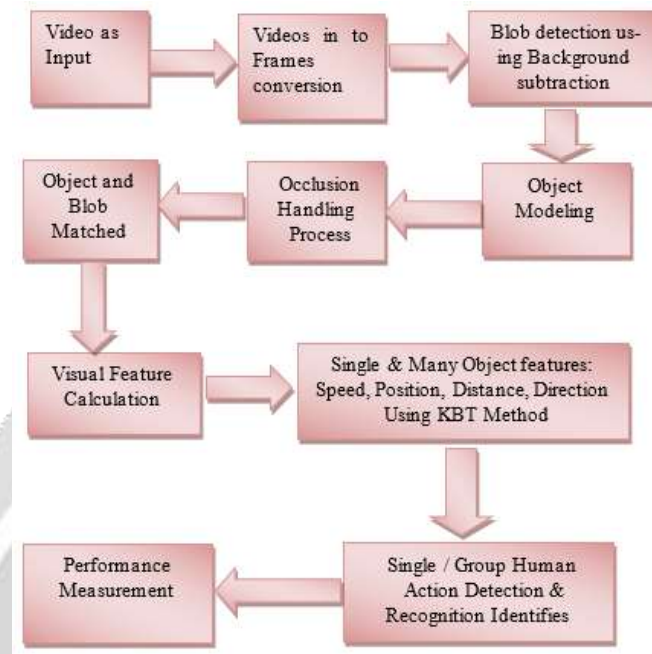 Video as
Input
Videos in to
Frames
conversion
Blob detection us-
ing Background
subtraction
Object
Modeling
Occlusion
Handling
Process
Object and
Blob
Matched
Visual Feature
Calculation
Single & Many Object features:
Speed, Position, Distance, Direction
Using KBT Method
Single / Group Human
Action Detection &
Recognition Identifies
Performance
Measurement